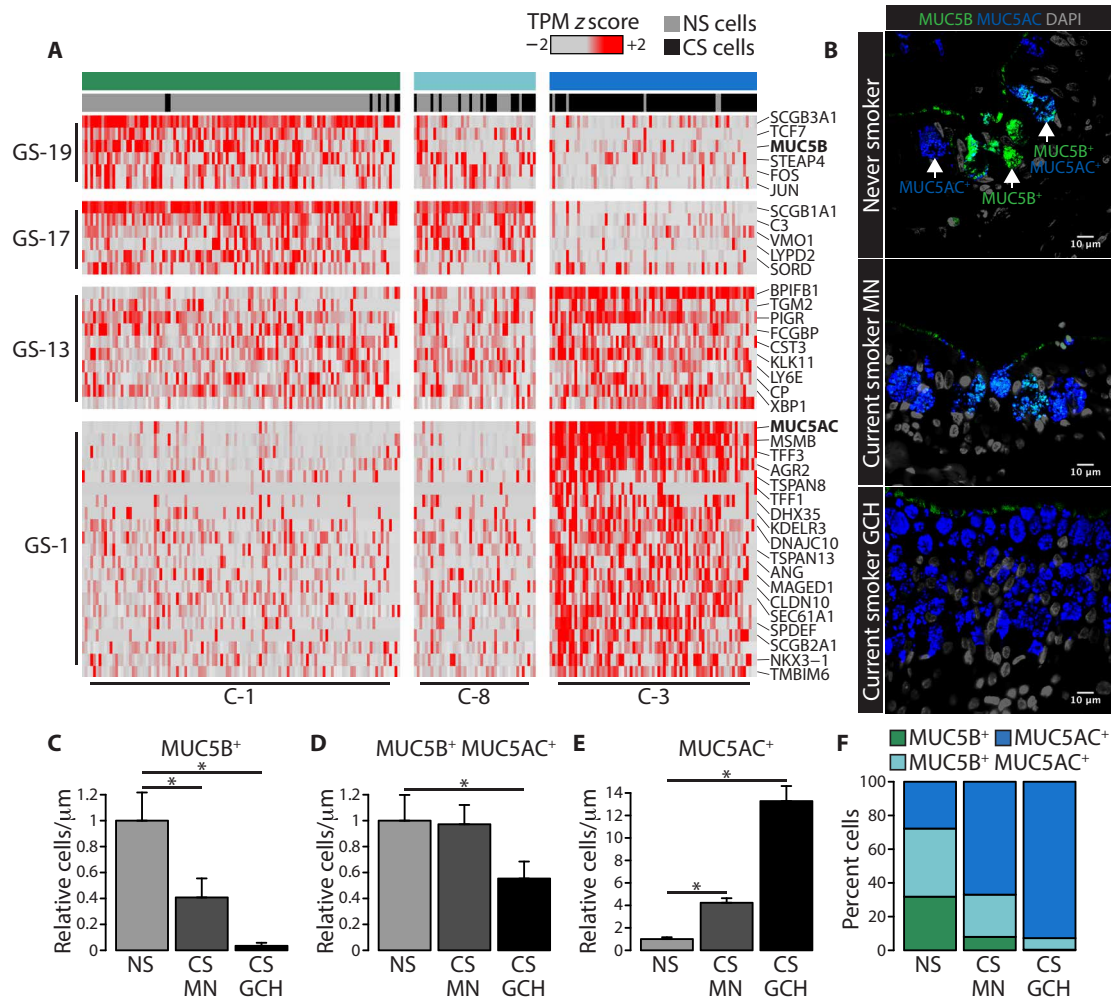 A
TPM z score
−2 +2
NS cells
CS cells
GS-19
SCGB3A1
TCF7
MUC5B
STEAP4
FOS
JUN
GS-17
SCGB1A1
C3
VMO1
LYPD2
SORD
GS-13
BPIFB1
TGM2
PIGR
FCGBP
CST3
KLK11
LY6E
CP
XBP1
GS-1
MUC5AC
MSMB
TFF3
AGR2
TSPAN8
TFF1
DHX35
KDELR3
DNAJC10
TSPAN13
ANG
MAGED1
CLDN10
SEC61A1
SPDEF
SCGB2A1
NKX3−1
TMBIM6
C-1 C-8 C-3
B
MUC5B MUC5AC DAPI
Never smoker
MUC5AC+
MUC5B+
MUC5AC+
MUC5B+
10 μm
Current smoker MN
10 μm
Current smoker GCH
10 μm
C
MUC5B+
Relative cells/μm
1.2
1
0.8
0.6
0.4
0.2
0
* *
NS CS CS
MN GCH
D
MUC5B+ MUC5AC+
Relative cells/μm
1.2
1
0.8
0.6
0.4
0.2
0
*
NS CS CS
MN GCH
E
MUC5AC+
Relative cells/μm
14
12
10
8
6
4
2
0
* *
NS CS CS
MN GCH
F
MUC5B+ MUC5AC+
MUC5B+ MUC5AC+
Percent cells
100
80
60
40
20
0
NS CS CS
MN GCH